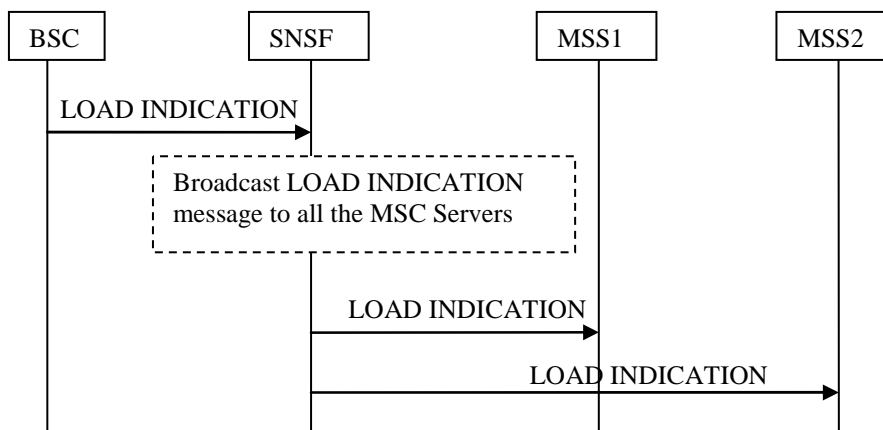 BSC
SNSF
MSS1
MSS2
LOAD INDICATION
Broadcast LOAD INDICATION
message to all the MSC Servers
LOAD INDICATION
LOAD INDICATION